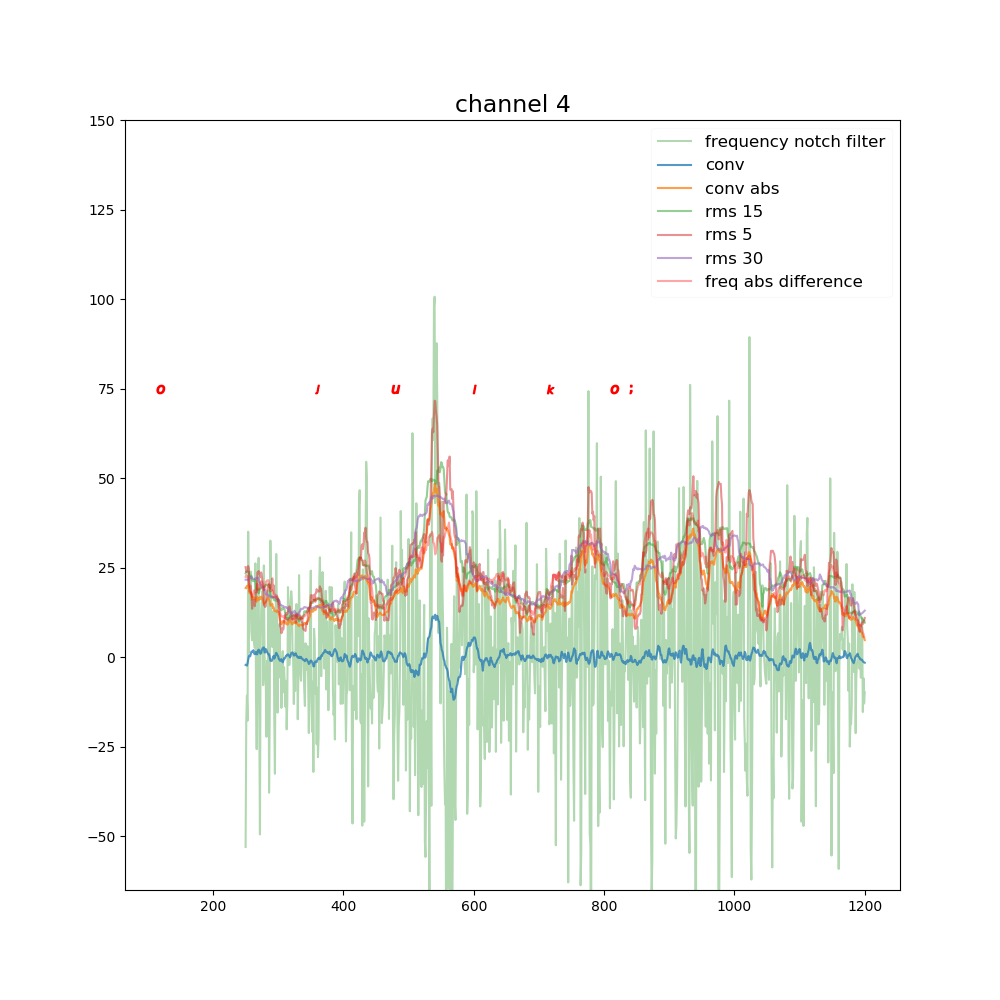 channel 4
150
125
100
75
50
25
0
−25
−50
frequency notch filter
conv
conv abs
rms 15
rms 5
rms 30
freq abs difference
o j u l k o ;
200 400 600 800 1000 1200